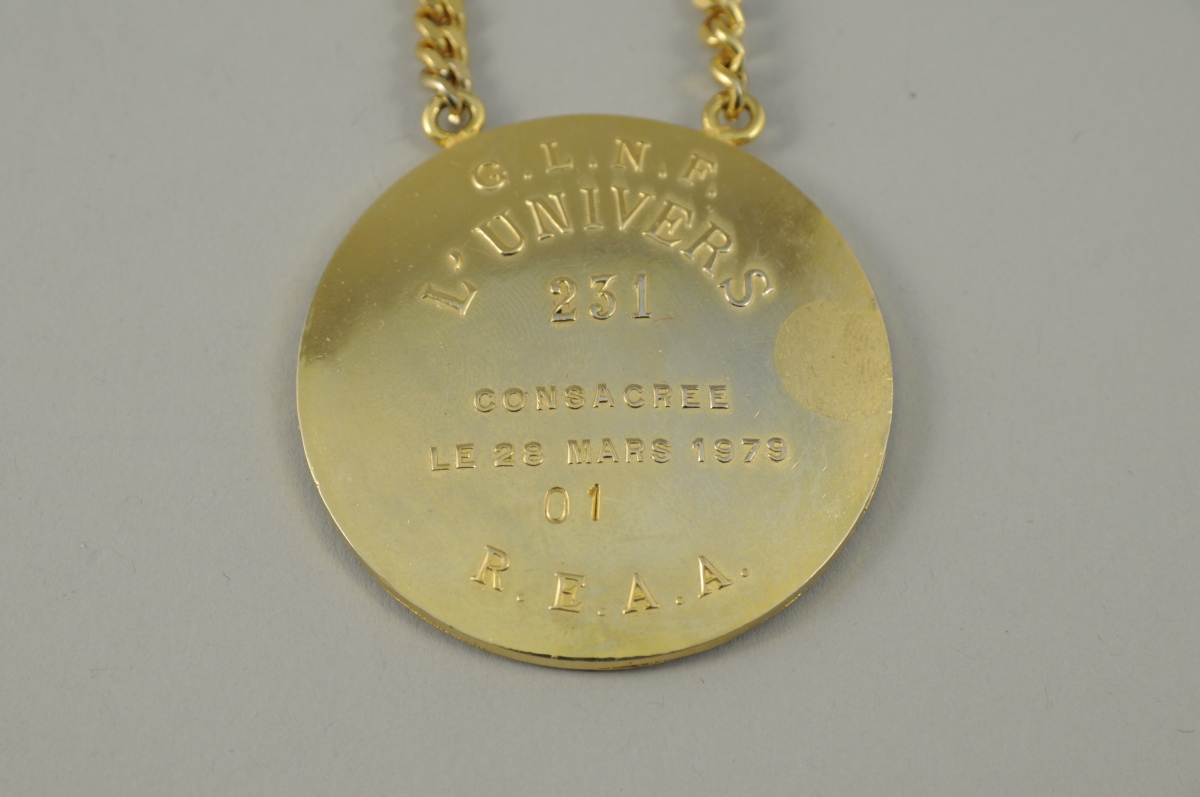 G.L.N.F.
L'UNIVERS
231
CONSACREE
LE 28 MARS 1979
01
R.E.A.A.